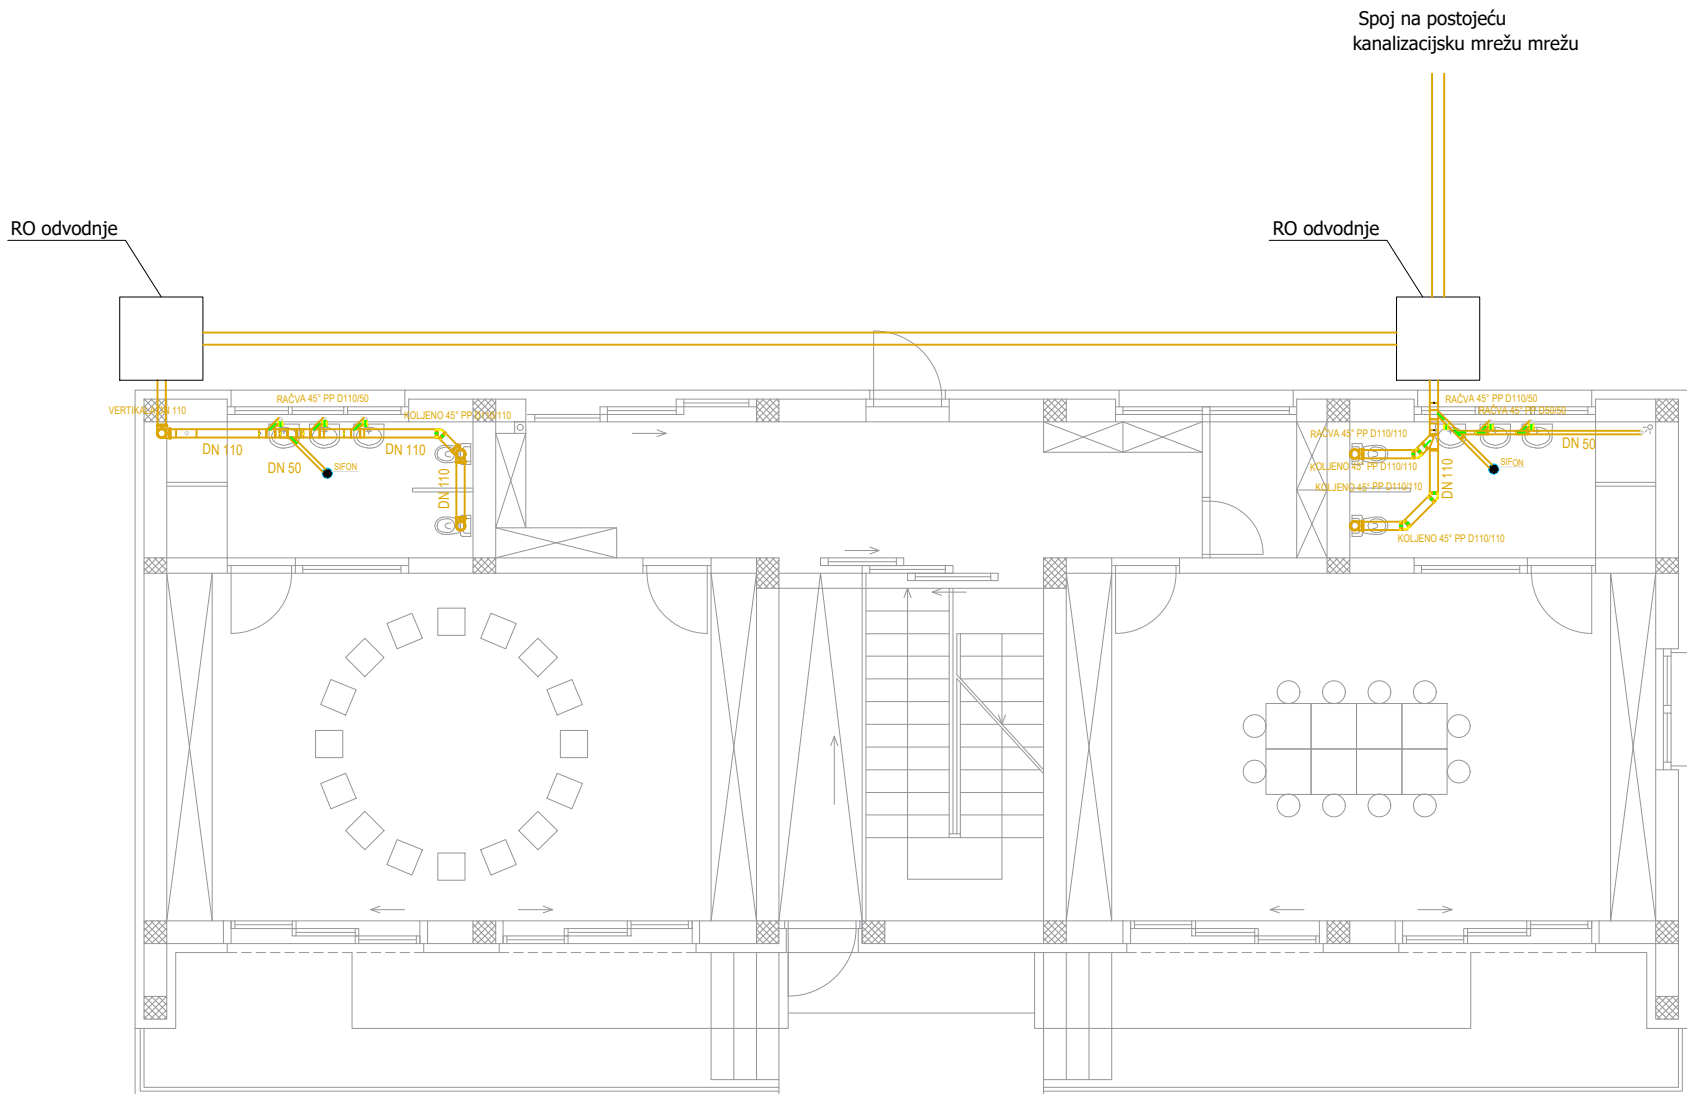 Spoj na postojeću
kanalizacijsku mrežu mrežu
RO odvodnje
RO odvodnje
VERTIKALA DN 110
RAČVA 45° PP D110/50
KOLJENO 45° PP D110/110
DN 110
DN 50
DN 110
SIFON
DN 110
RAČVA 45° PP D110/50
RAČVA 45° PP D50/50
RAČVA 45° PP D110/110
DN 50
KOLJENO 45° PP D110/110
SIFON
KOLJENO 45° PP D110/110
DN 110
KOLJENO 45° PP D110/110